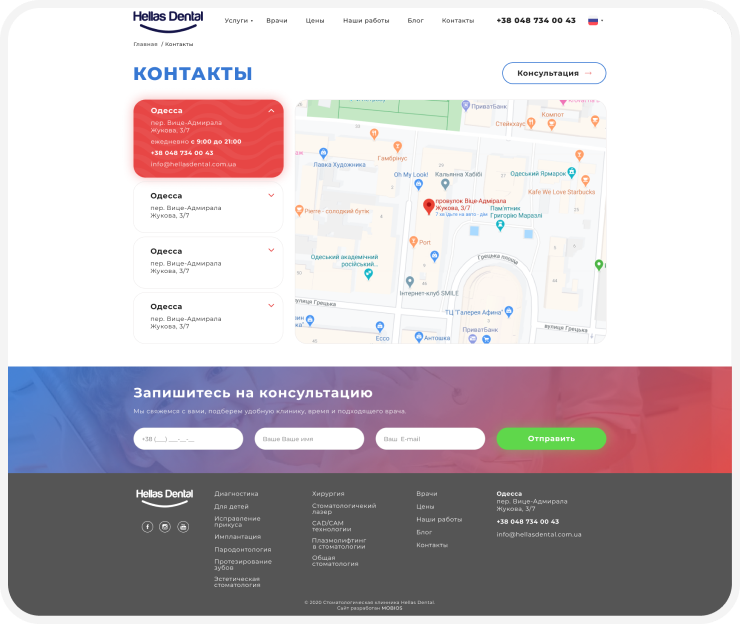 Hellas Dental
Услуги Врачи Цены Наши работы Блог Контакты +38 048 734 00 43
Главная / Контакты
КОНТАКТЫ
Консультация →
Одесса
пер. Вице-Адмирала
Жукова, 3/7
ежедневно с 9:00 до 21:00
+38 048 734 00 43
info@hellasdental.com.ua
Одесса
пер. Вице-Адмирала
Жукова, 3/7
Одесса
пер. Вице-Адмирала
Жукова, 3/7
Одесса
пер. Вице-Адмирала
Жукова, 3/7
ПриватБанк
Компот
Стейкхаус
Гамбрінус
Лавка Художника
Oh My Look!
Кальянна Хабібі
Одеський Ярмарок
Kafe We Love Starbucks
провулок Віце-Адмирала
Жукова, 3/7
Пам'ятник
Григорію Маразлі
Pierre - солодкий бутік
Port
Одеський академічний
російський...
Грецька площа
Інтернет-клуб SMILE
вулиця Грецька
ТЦ "Галерея Афина"
ПриватБанк
вулиця Грецька
Ecco
Антошка
45
Запишитесь на консультацию
Мы свяжемся с вами, подберем удобную клинику, время и подходящего врача.
+38 (___) ___-__-__
Ваше Ваше имя
Ваш E-mail
Отправить
Hellas Dental
Диагностика
Для детей
Исправление
прикуса
Имплантация
Пародонтология
Протезирование
зубов
Эстетическая
стоматология
Хирургия
Стоматологичекий
лазер
CAD/CAM
технологии
Плазмолифтинг
в стоматологии
Общая
стоматология
Врачи
Цены
Наши работы
Блог
Контакты
Одесса
пер. Вице-Адмирала
Жукова, 3/7
+38 048 734 00 43
info@hellasdental.com.ua
© 2020 Стоматологическая клиника Hellas Dental
Сайт разработан MOBIOS